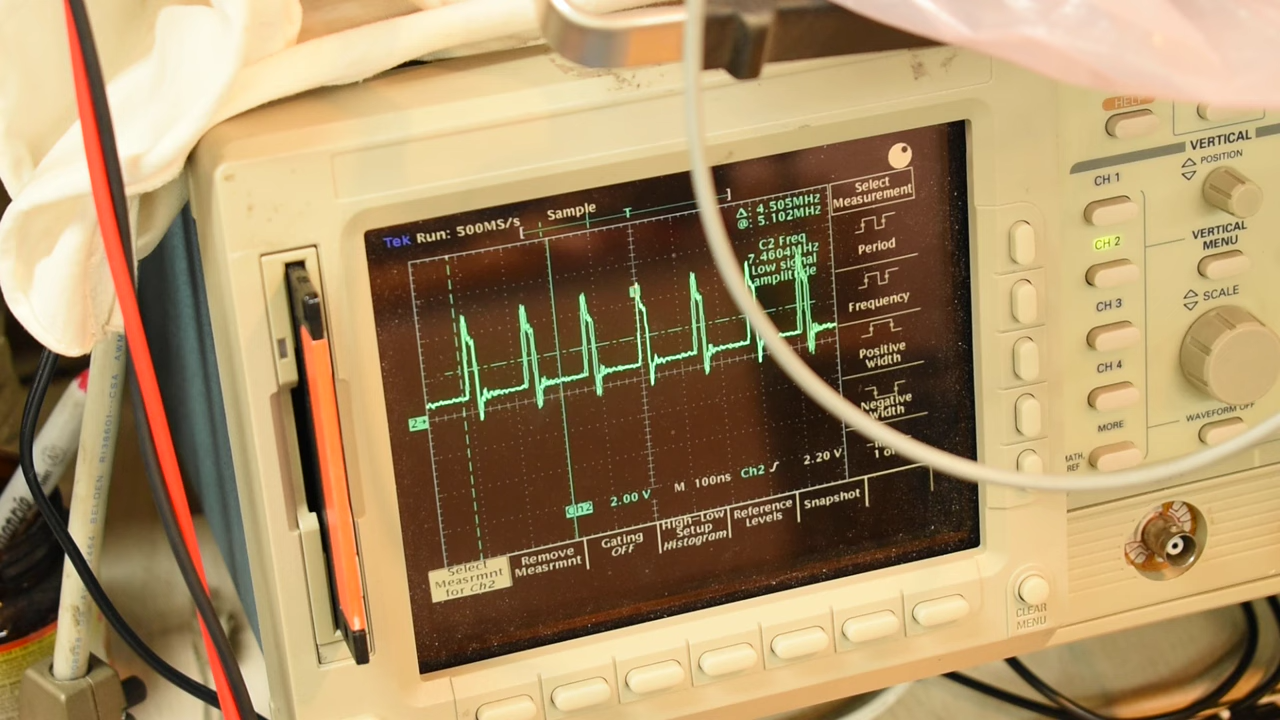 HELP
VERTICAL
POSITION
CH 1
CH 2
VERTICAL
MENU
CH 3
SCALE
CH 4
WAVEFORM OFF
MORE
MATH,
REF
CLEAR
MENU
Tek Run: 500MS/s Sample
T
Δ: 4.505MHz
@: 5.102MHz
C2 Freq
7.4604MHz
Low signal
amplitude
Select
Measurement
Period
Frequency
Positive
Width
Negative
Width
2
Ch2 2.00 V M 100ns Ch2 2.20 V
Select
Measrmnt
for Ch2
Remove
Measrmnt
Gating
OFF
High-Low
Setup
Histogram
Reference
Levels
Snapshot
BELDEN